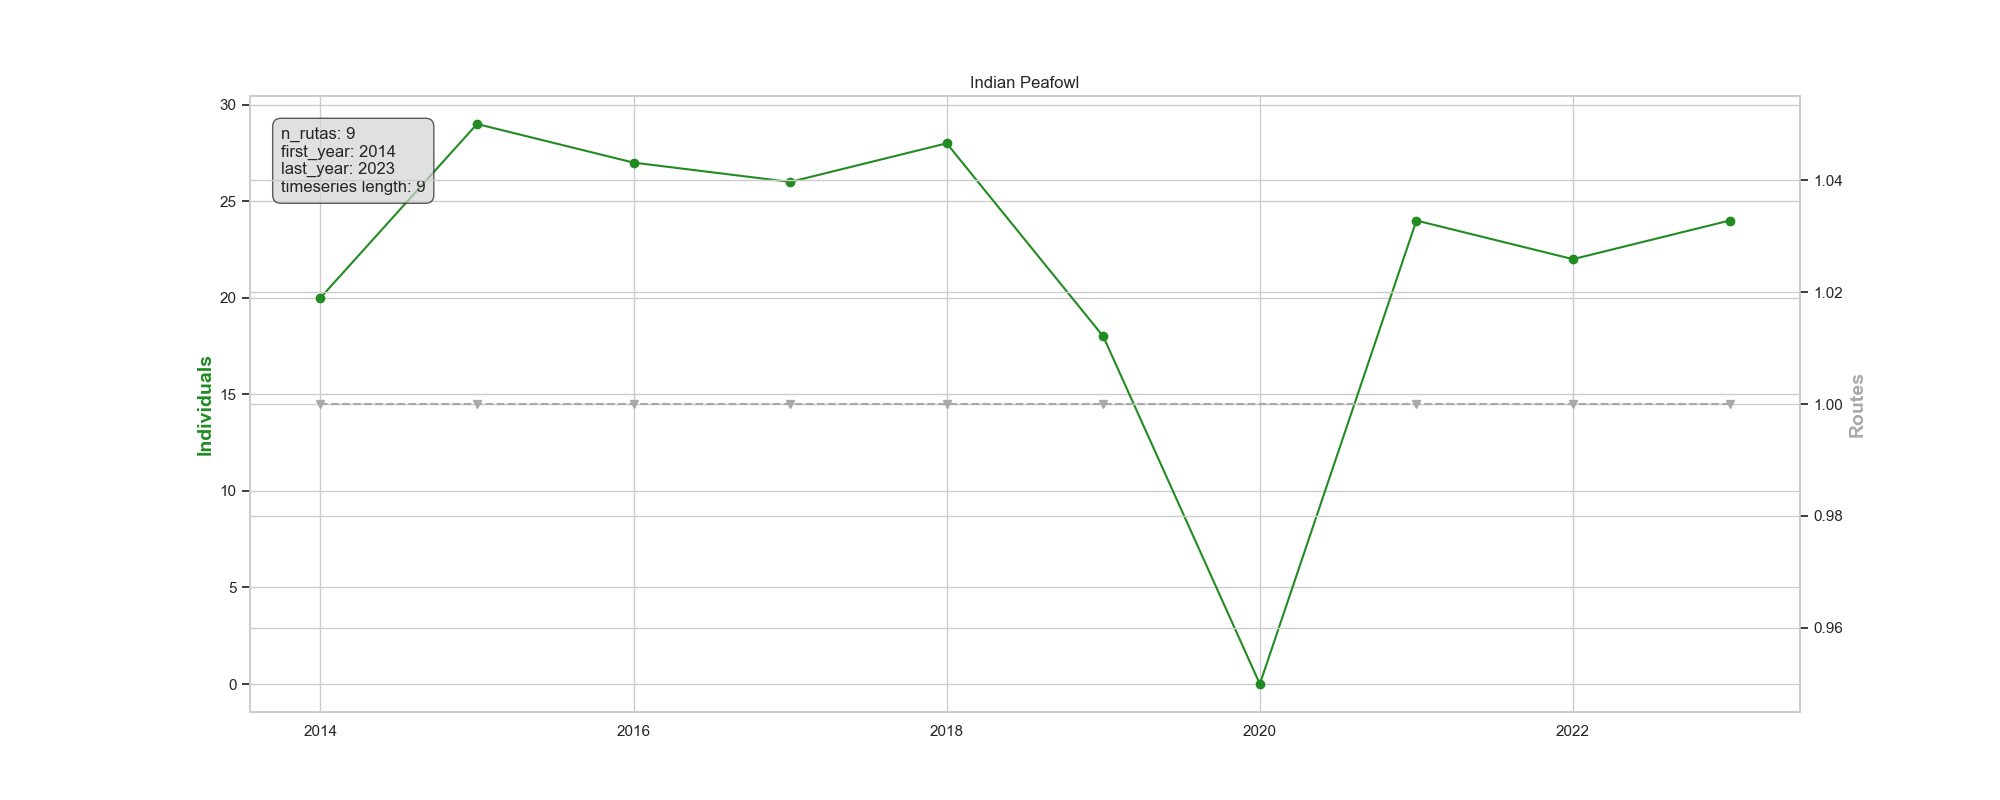 Indian Peafowl
n_rutas: 9
first_year: 2014
last_year: 2023
timeseries length: 9
Individuals
30
25
20
15
10
5
0
1.04
1.02
1.00
0.98
0.96
Routes
2014
2016
2018
2020
2022